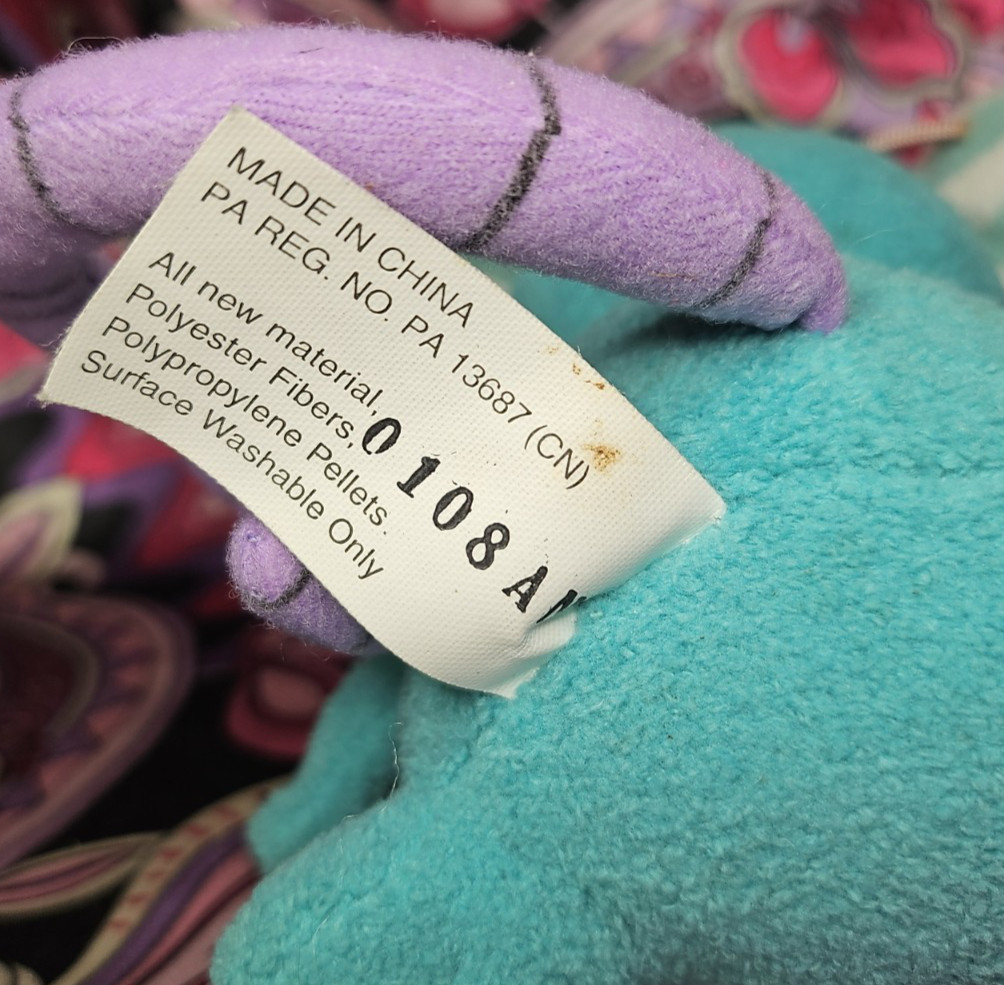 MADE IN CHINA
PA REG. NO. PA 13687 (CN)
All new material,
Polyester Fibers,
Polypropylene Pellets.
Surface Washable Only
0108A